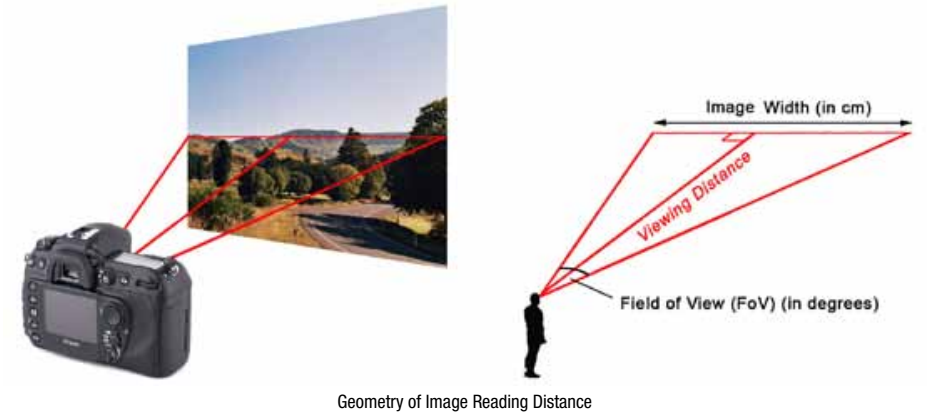 Image Width (in cm)
Viewing Distance
Field of View (FoV) (in degrees)
Geometry of Image Reading Distance